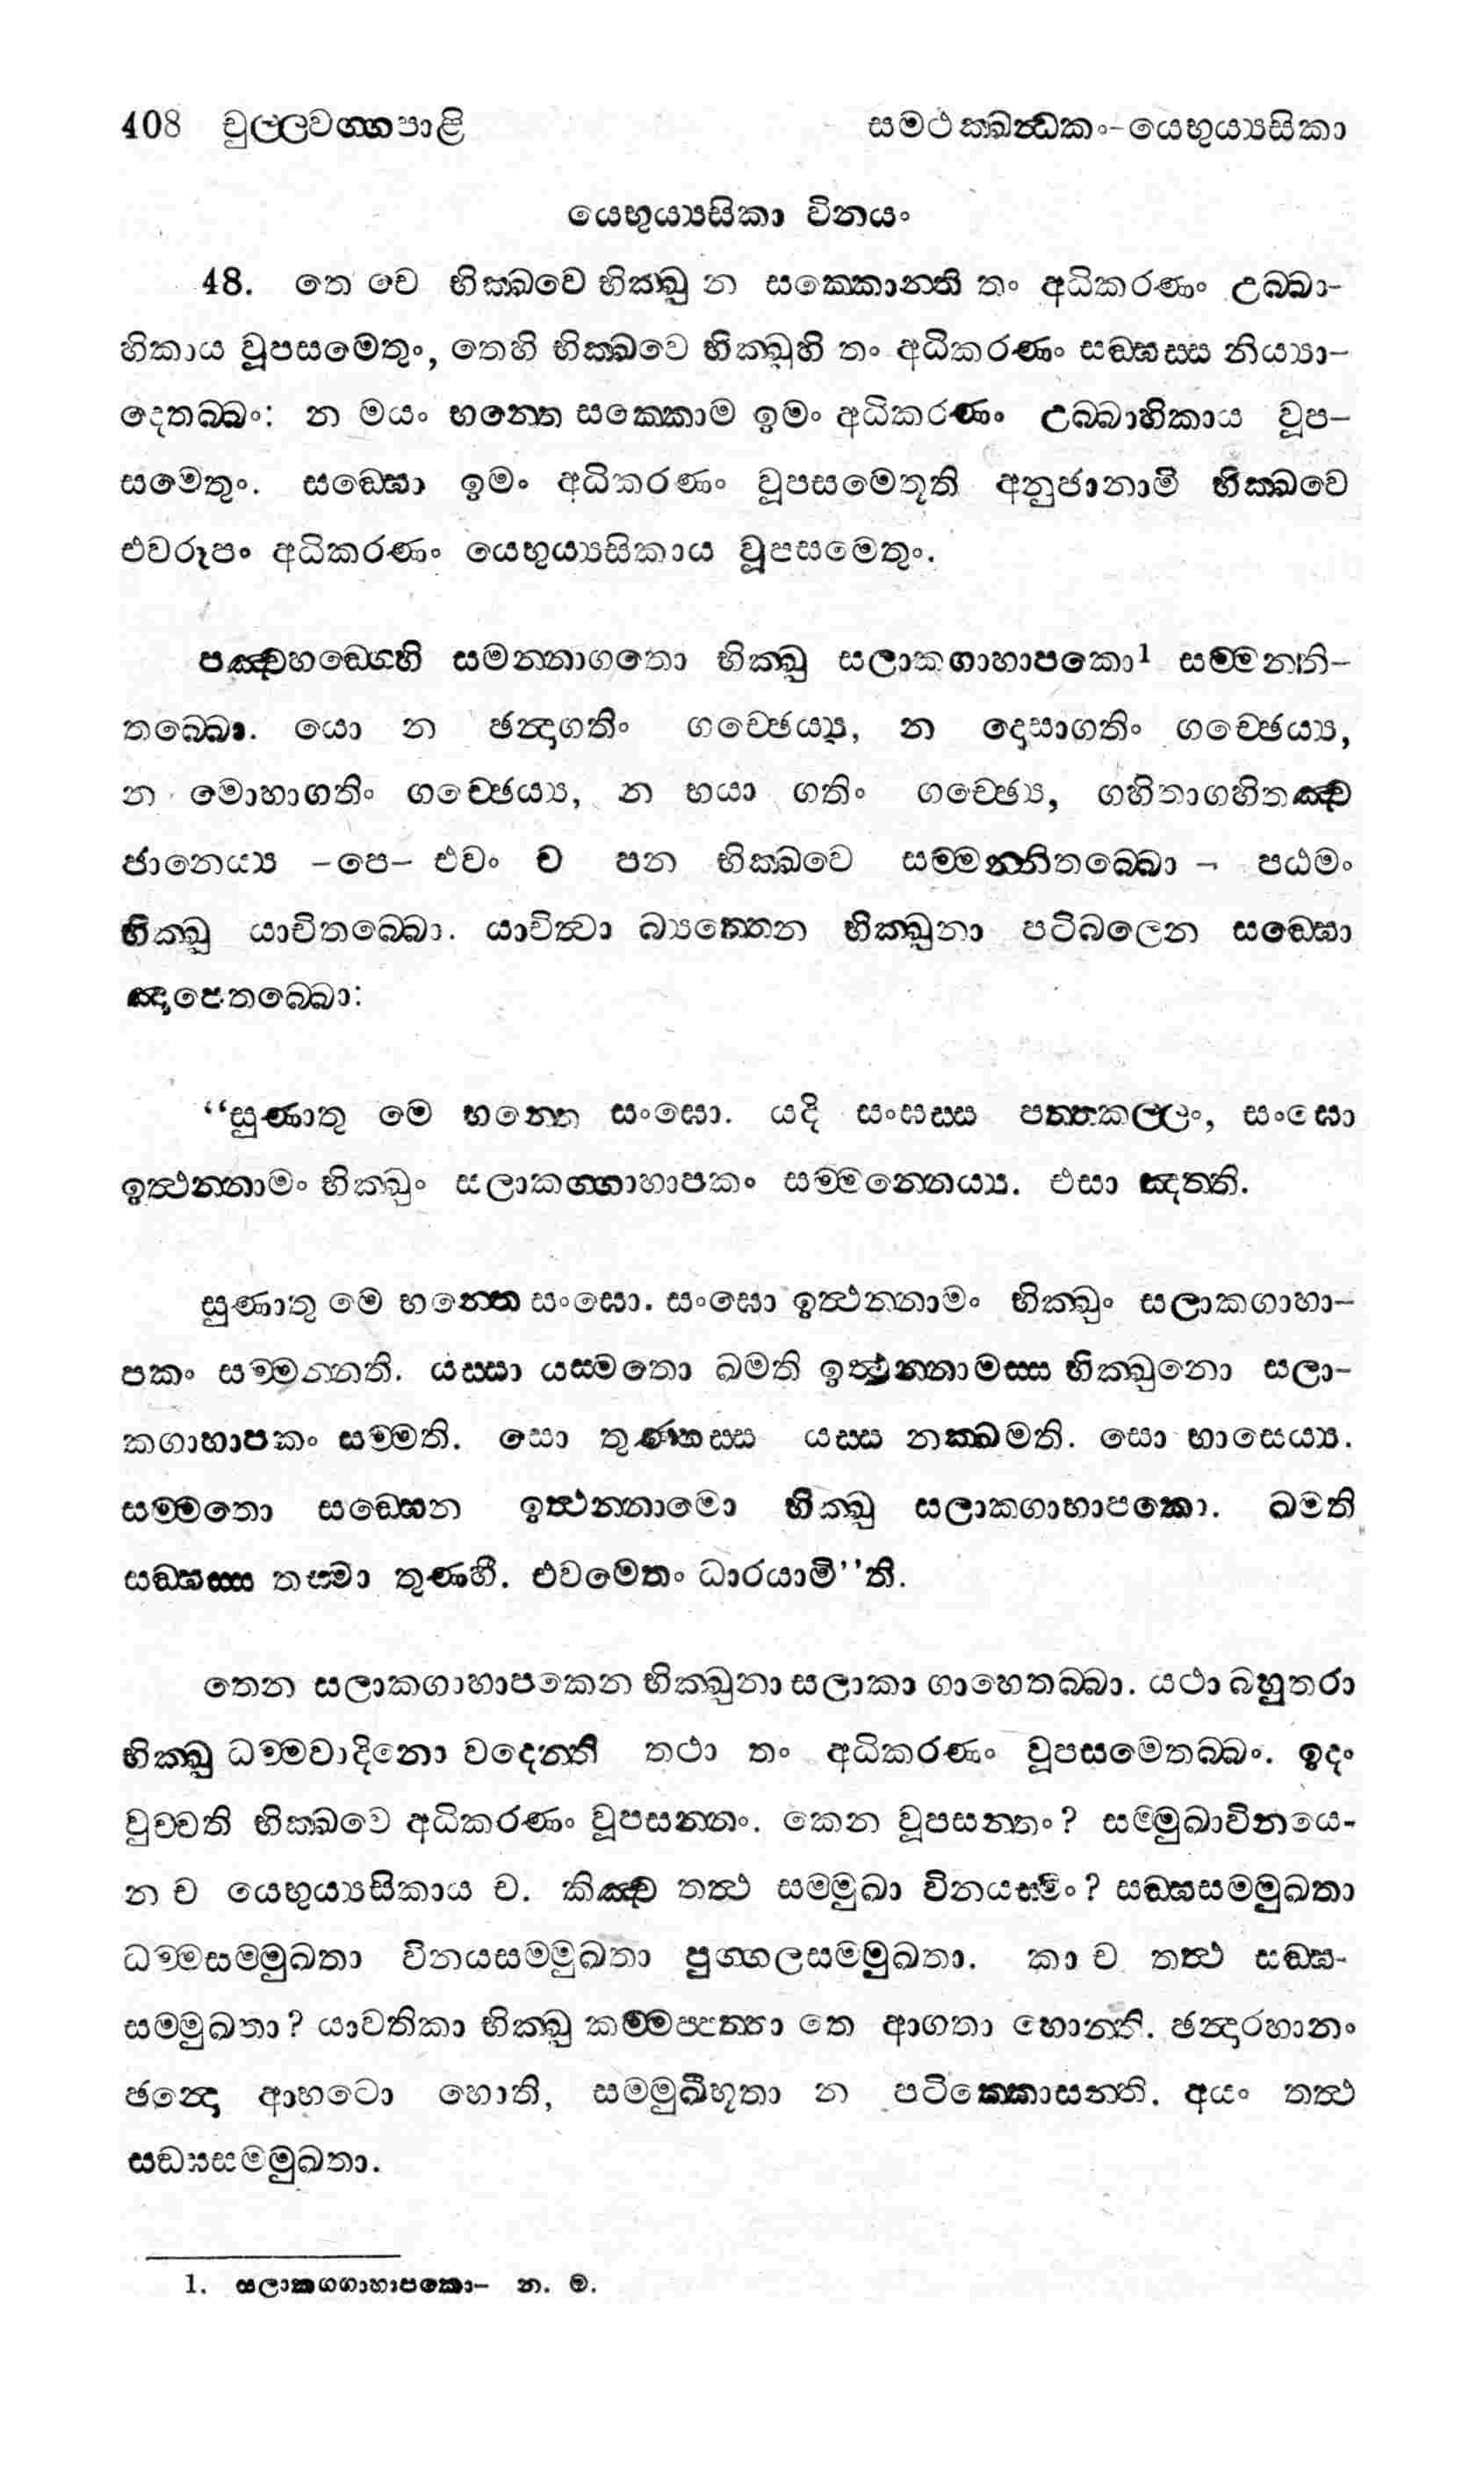 408 චුල්ලවග්ගපාළි සමථක්ඛන්ධකං-යෙභුය්‍යසිකා
යෙභුය්‍යසිකා විනයං
48. තෙ චෙ භික්ඛවෙ භික්ඛු න සක්කොන්ති තං අධිකරණං උබ්බා-
හිකාය වූපසමෙතුං, තෙහි භික්ඛවෙ භික්ඛූහි තං අධිකරණං සඞ්ඝස්ස නිය්‍යා-
දෙතබ්බං: න මයං භන්තෙ සක්කොම ඉමං අධිකරණං උබ්බාහිකාය වූප-
සමෙතුං. සඞ්ඝො ඉමං අධිකරණං වූපසමෙතූති අනුජානාමි භික්ඛවෙ
එවරූපං අධිකරණං යෙභුය්‍යසිකාය වූපසමෙතුං.
පඤ්චහඞ්ගෙහි සමන්නාගතො භික්ඛු සලාකගාහාපකො1 සම්මන්නි-
තබ්බො. යො න ඡන්දාගතිං ගච්ඡෙය්‍ය, න දොසාගතිං ගච්ඡෙය්‍ය,
න මොහාගතිං ගච්ඡෙය්‍ය, න භයා ගතිං ගච්ඡේ‍ය, ගහිතාගහිතඤ්ච
ජානෙය්‍ය -පෙ- එවං ච පන භික්ඛවෙ සම්මන්නිතබ්බො - පඨමං
භික්ඛු යාචිතබ්බො. යාචිත්වා බ්‍යත්තෙන භික්ඛුනා පටිබලෙන සඞ්ඝො
ඤාපෙතබ්බො:
“සුණාතු මෙ භන්තෙ සංඝො. යදි සංඝස්ස පත්තකල්ලං, සංඝො
ඉත්ථන්නාමං භික්ඛුං සලාකග්ගාහාපකං සම්මන්නෙය්‍ය. එසා ඤත්ති.
සුණාතු මෙ භන්තෙ සංඝො. සංඝො ඉත්ථන්නාමං භික්ඛුං සලාකගාහා-
පකං සම්මන්නති. යස්සා යස්මතො ඛමති ඉත්ථන්නාමස්ස භික්ඛුනො සලා-
කගාහාපකං සම්මති. සො තුණ්හස්ස යස්ස නක්ඛමති. සො භාසෙය්‍ය.
සම්මතො සඞ්ඝෙන ඉත්ථන්නාමො භික්ඛු සලාකගාහාපකො. ඛමති
සඞ්ඝස්ස තස්මා තුණ්හී. එවමෙතං ධාරයාමි”ති.
තෙන සලාකගාහාපකෙන භික්ඛුනා සලාකා ගාහෙතබ්බා. යථා බහුතරා
භික්ඛු ධම්මවාදිනො වදෙන්ති තථා තං අධිකරණං වූපසමෙතබ්බං. ඉදං
වුච්චති භික්ඛවෙ අධිකරණං වූපසන්තං. කෙන වූපසන්තං? සම්මුඛාවිනයෙ-
න ච යෙභුය්‍යසිකාය ච. කිඤ්ච තත්ථ සම්මුඛා විනයස්මිං? සඞ්ඝසම්මුඛතා
ධම්මසම්මුඛතා විනයසම්මුඛතා පුග්ගලසම්මුඛතා. කා ච තත්ථ සඞ්ඝ-
සම්මුඛතා? යාවතිකා භික්ඛු කම්මප්පත්තා තෙ ආගතා හොන්ති. ඡන්දාරහානං
ඡන්දො ආහටො හොති, සම්මුඛීභූතා න පටික්කොසන්ති. අයං තත්ථ
සඞ්ඝසම්මුඛතා.
1. සලාකග්ගාහාපකො- න. ම.